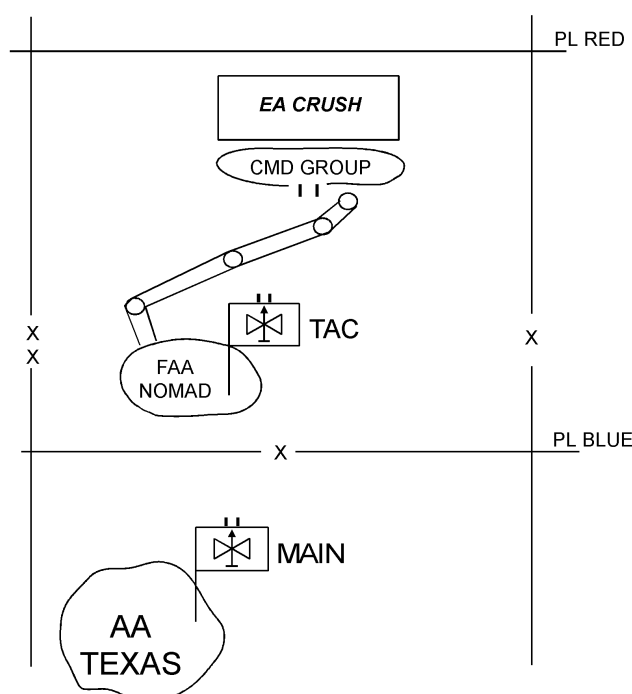 PL RED
EA CRUSH
CMD GROUP
TAC
X
X
X
FAA
NOMAD
PL BLUE
X
MAIN
AA
TEXAS